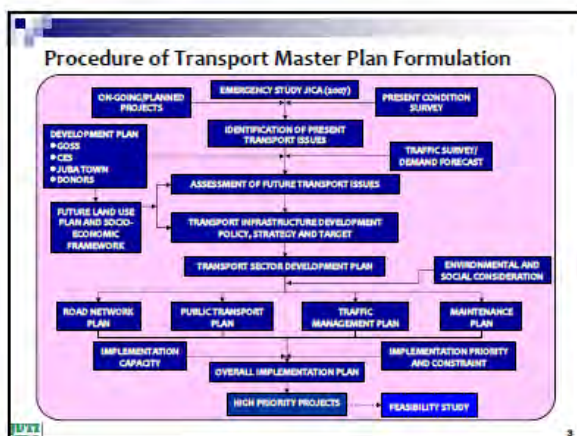 Procedure of Transport Master Plan Formulation
EMERGENCY STUDY JICA (2007)
ON-GOING/PLANNED
PROJECTS
PRESENT CONDITION
SURVEY
IDENTIFICATION OF PRESENT
TRANSPORT ISSUES
DEVELOPMENT PLAN
●GOSS
●CES
●JUBA TOWN
●DONORS
TRAFFIC SURVEY/
DEMAND FORECAST
ASSESSMENT OF FUTURE TRANSPORT ISSUES
FUTURE LAND USE
PLAN AND SOCIO-
ECONOMIC
FRAMEWORK
TRANSPORT INFRASTRUCTURE DEVELOPMENT
POLICY, STRATEGY AND TARGET
TRANSPORT SECTOR DEVELOPMENT PLAN
ENVIRONMENTAL AND
SOCIAL CONSIDERATION
ROAD NETWORK
PLAN
PUBLIC TRANSPORT
PLAN
TRAFFIC
MANAGEMENT PLAN
MAINTENANCE
PLAN
IMPLEMENTATION
CAPACITY
IMPLEMENTATION PRIORITY
AND CONSTRAINT
OVERALL IMPLEMENTATION PLAN
HIGH PRIORITY PROJECTS
FEASIBILITY STUDY
JUTI
3